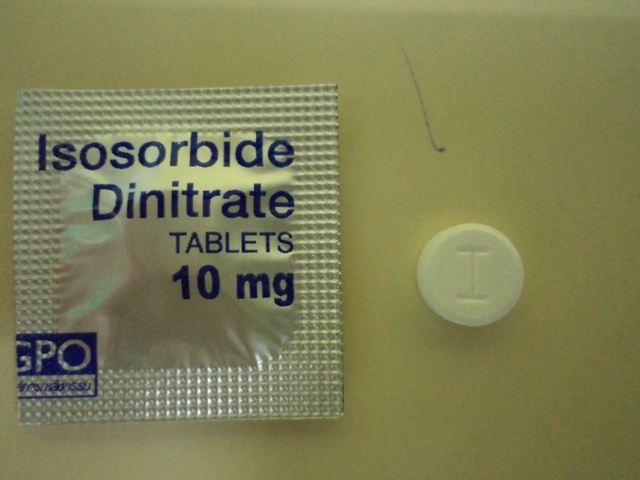 Isosorbide
Dinitrate
TABLETS
10 mg
GPO
I